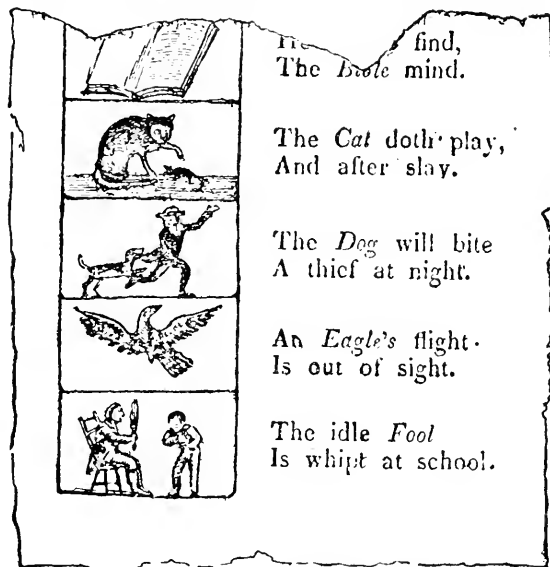 find,
The Bible mind.
The Cat doth play,
And after slay.
The Dog will bite
A thief at night.
An Eagle's flight
Is out of sight.
The idle Fool
Is whipt at school.